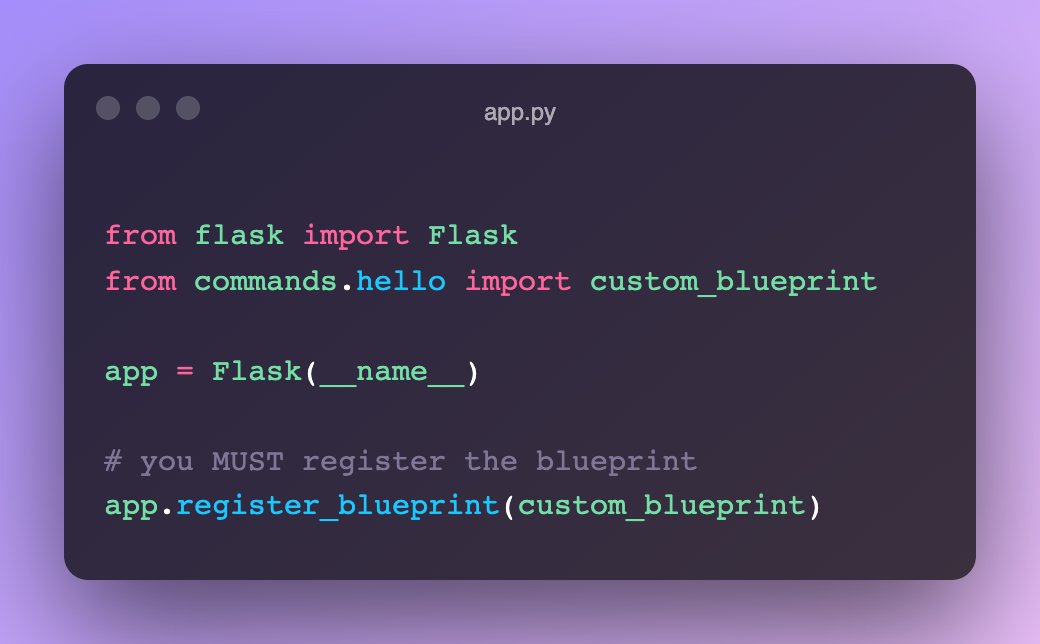 app.py
from flask import Flask
from commands.hello import custom_blueprint
app = Flask(__name__)
# you MUST register the blueprint
app.register_blueprint(custom_blueprint)